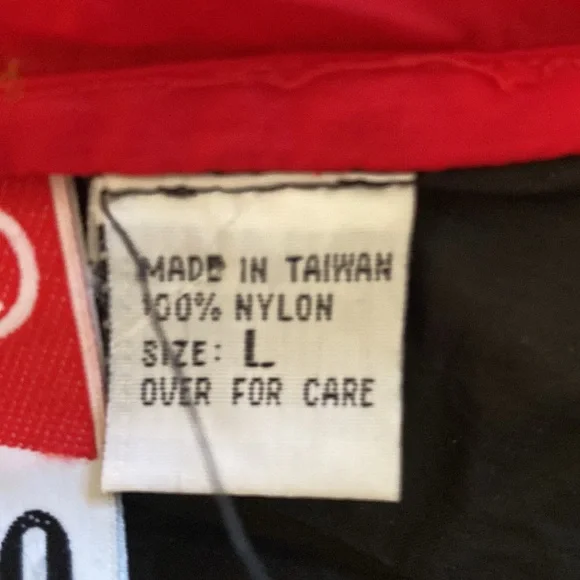 MADE IN TAIWAN
100% NYLON
SIZE: L
OVER FOR CARE